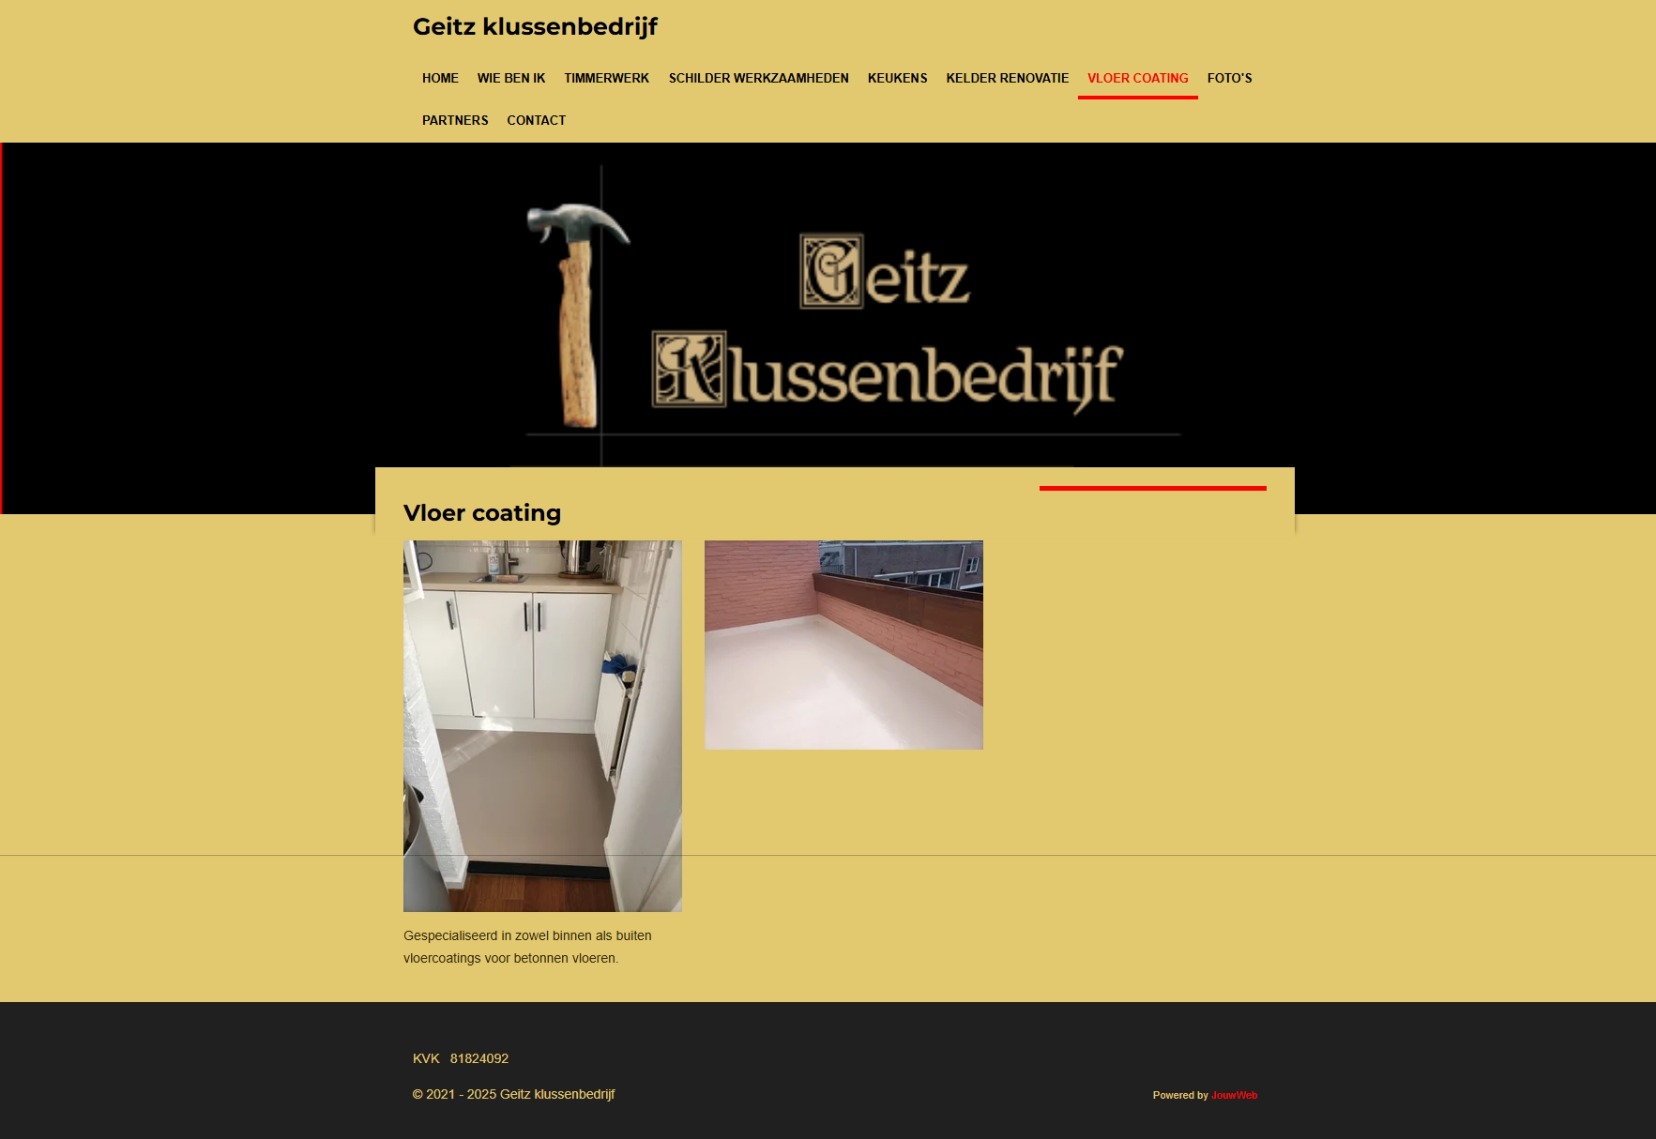 Geitz klussenbedrijf
HOME WIE BEN IK TIMMERWERK SCHILDER WERKZAAMHEDEN KEUKENS KELDER RENOVATIE VLOER COATING FOTO'S
PARTNERS CONTACT
Geitz
Klussenbedrijf
Vloer coating
Gespecialiseerd in zowel binnen als buiten
vloercoatings voor betonnen vloeren.
KVK 81824092
© 2021 - 2025 Geitz klussenbedrijf
Powered by JouwWeb